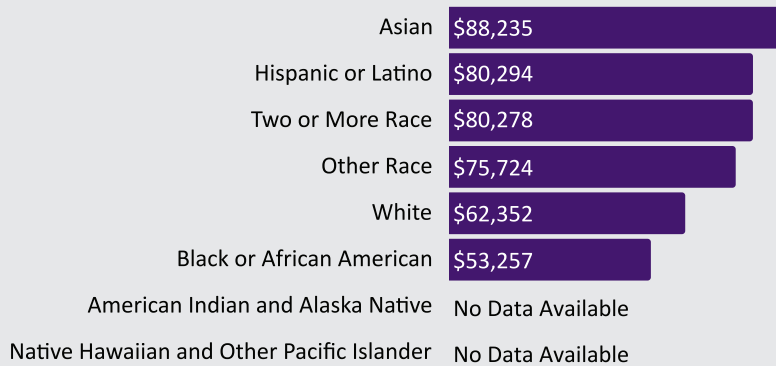 Asian $88,235
Hispanic or Latino $80,294
Two or More Race $80,278
Other Race $75,724
White $62,352
Black or African American $53,257
American Indian and Alaska Native No Data Available
Native Hawaiian and Other Pacific Islander No Data Available